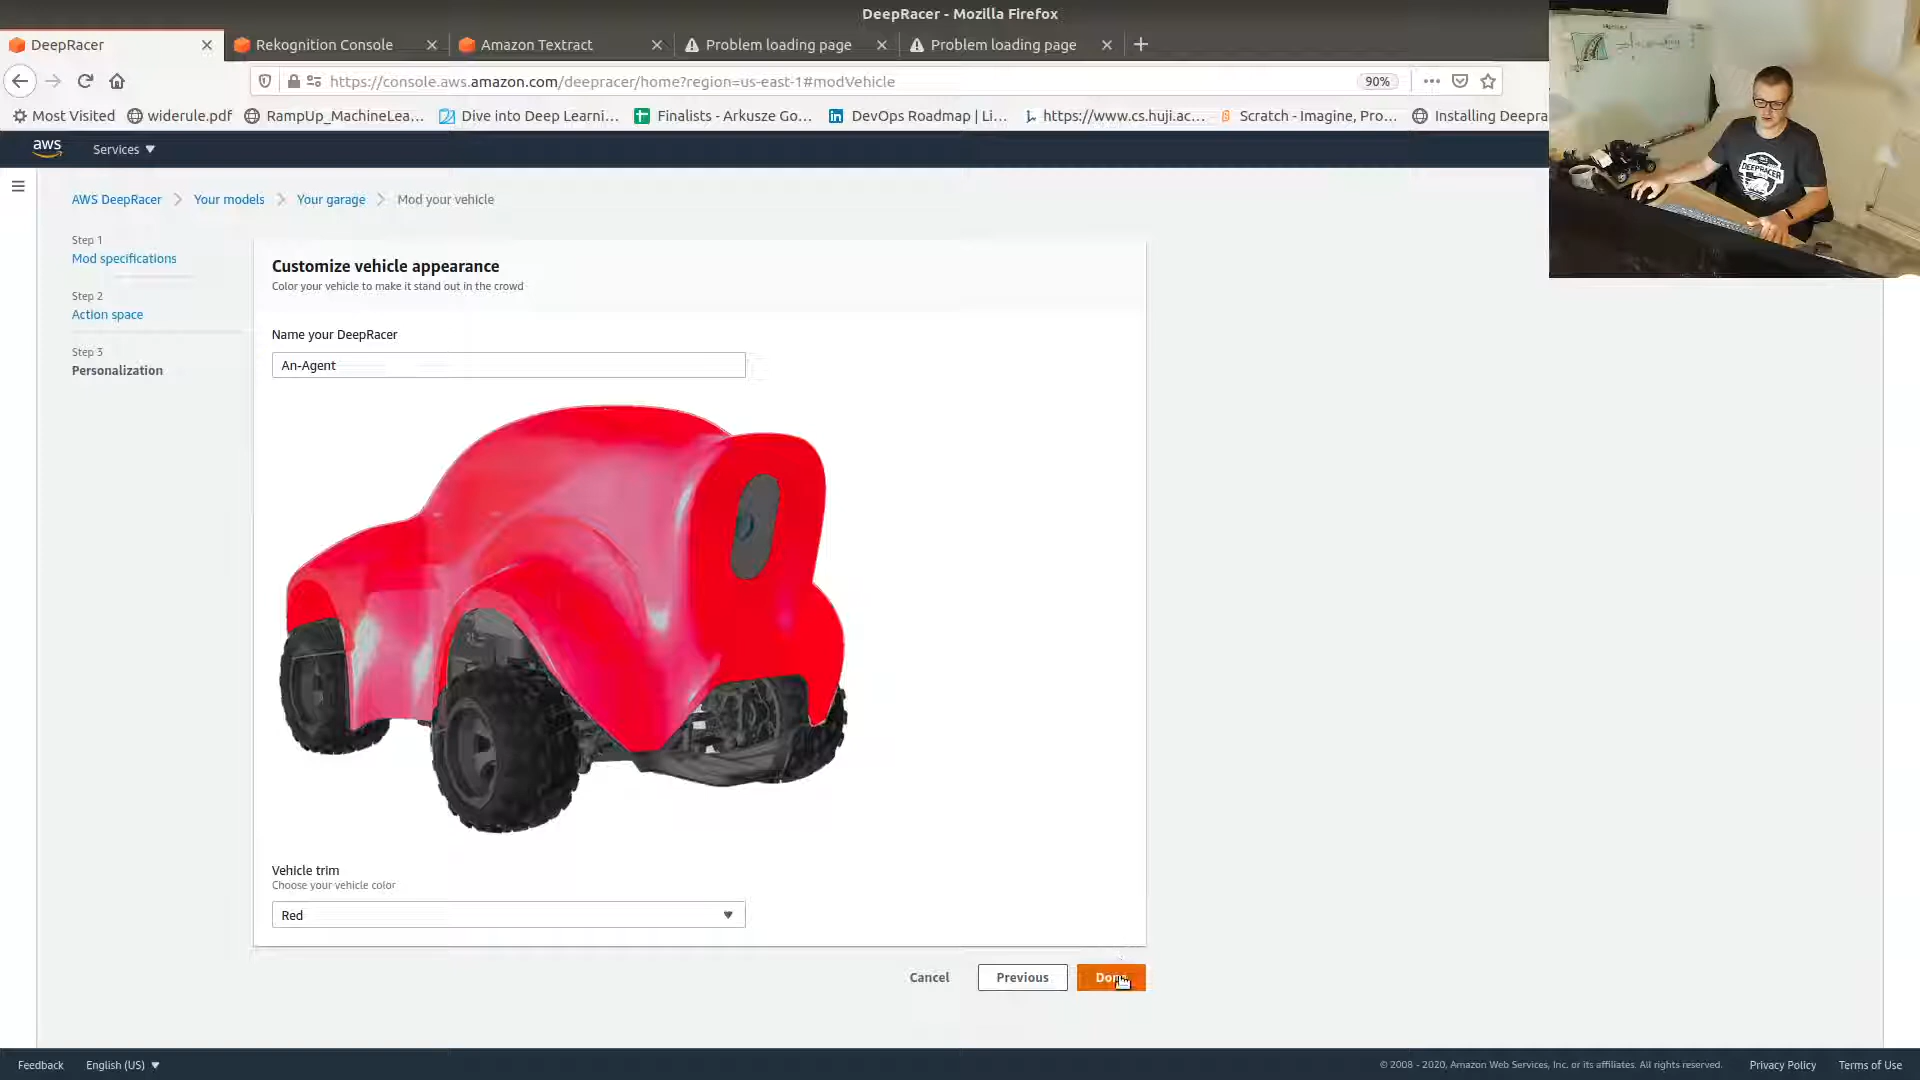 DeepRacer - Mozilla Firefox
DeepRacer
Rekognition Console
Amazon Textract
Problem loading page
Problem loading page
https://console.aws.amazon.com/deepracer/home?region=us-east-1#modVehicle
90%
Most Visited
widerule.pdf
RampUp_MachineLea...
Dive into Deep Learni...
Finalists - Arkusze Go...
DevOps Roadmap | Li...
https://www.cs.huji.ac...
Scratch - Imagine, Pro...
Installing Deepra
aws
Services
AWS DeepRacer
Your models
Your garage
Mod your vehicle
Step 1
Mod specifications
Step 2
Action space
Step 3
Personalization
Customize vehicle appearance
Color your vehicle to make it stand out in the crowd
Name your DeepRacer
An-Agent
Vehicle trim
Choose your vehicle color
Red
Cancel
Previous
DEEPRACER
Feedback
English (US)
© 2008 - 2020, Amazon Web Services, Inc. or its affiliates. All rights reserved.
Privacy Policy
Terms of Use